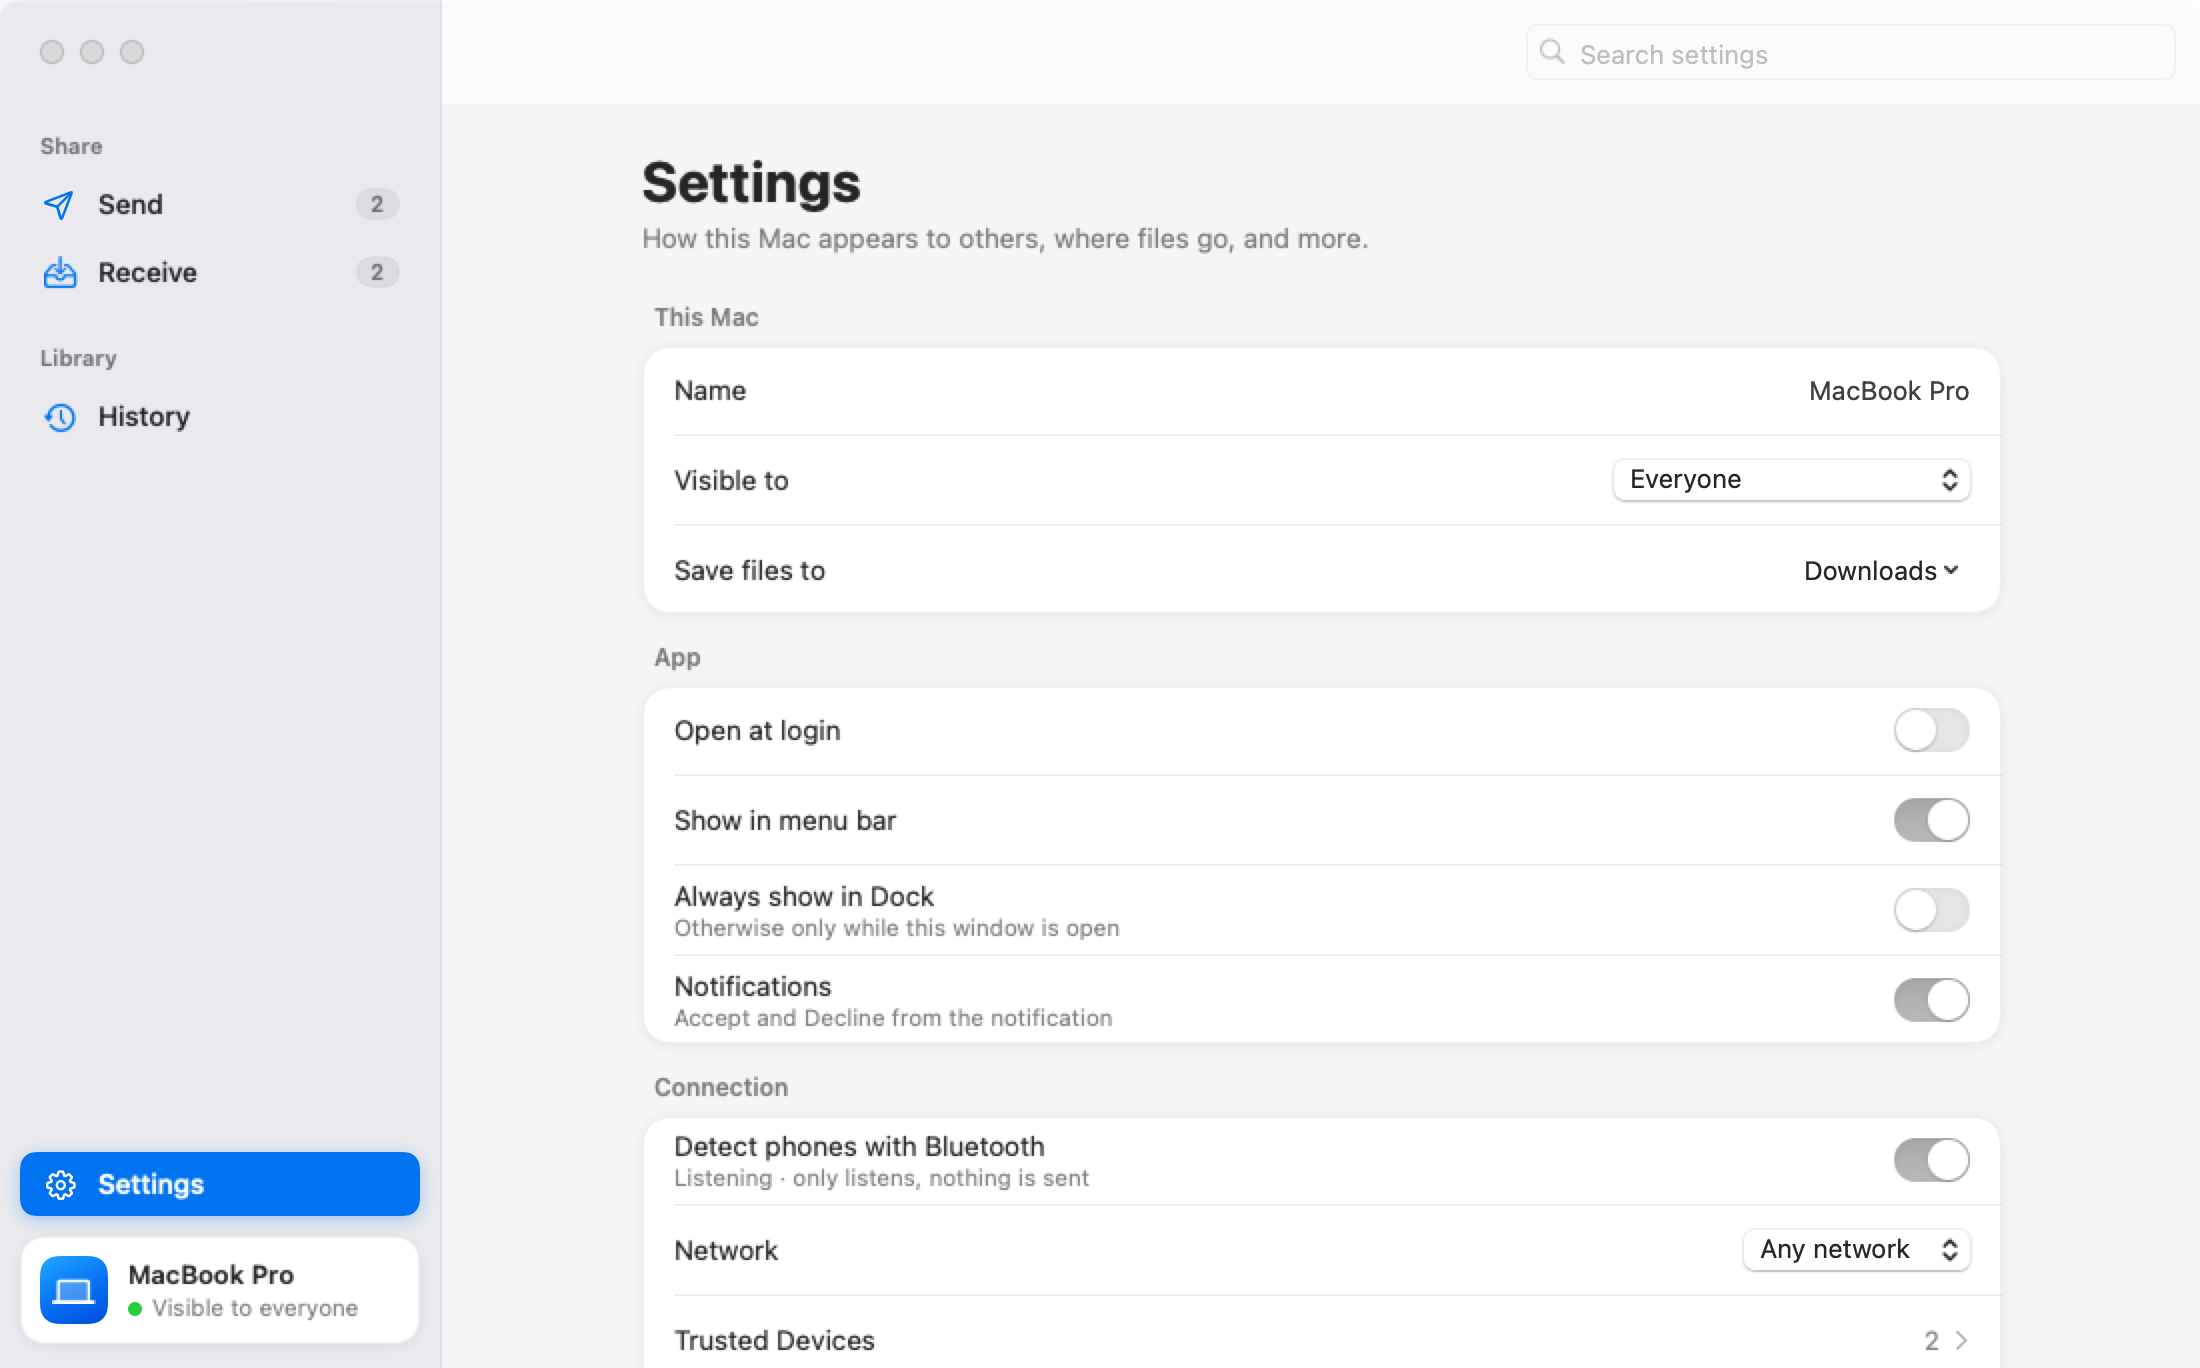 Search settings
Share
Send 2
Receive 2
Library
History
Settings
MacBook Pro
Visible to everyone
Settings
How this Mac appears to others, where files go, and more.
This Mac
Name MacBook Pro
Visible to Everyone
Save files to Downloads
App
Open at login
Show in menu bar
Always show in Dock
Otherwise only while this window is open
Notifications
Accept and Decline from the notification
Connection
Detect phones with Bluetooth
Listening · only listens, nothing is sent
Network Any network
Trusted Devices 2